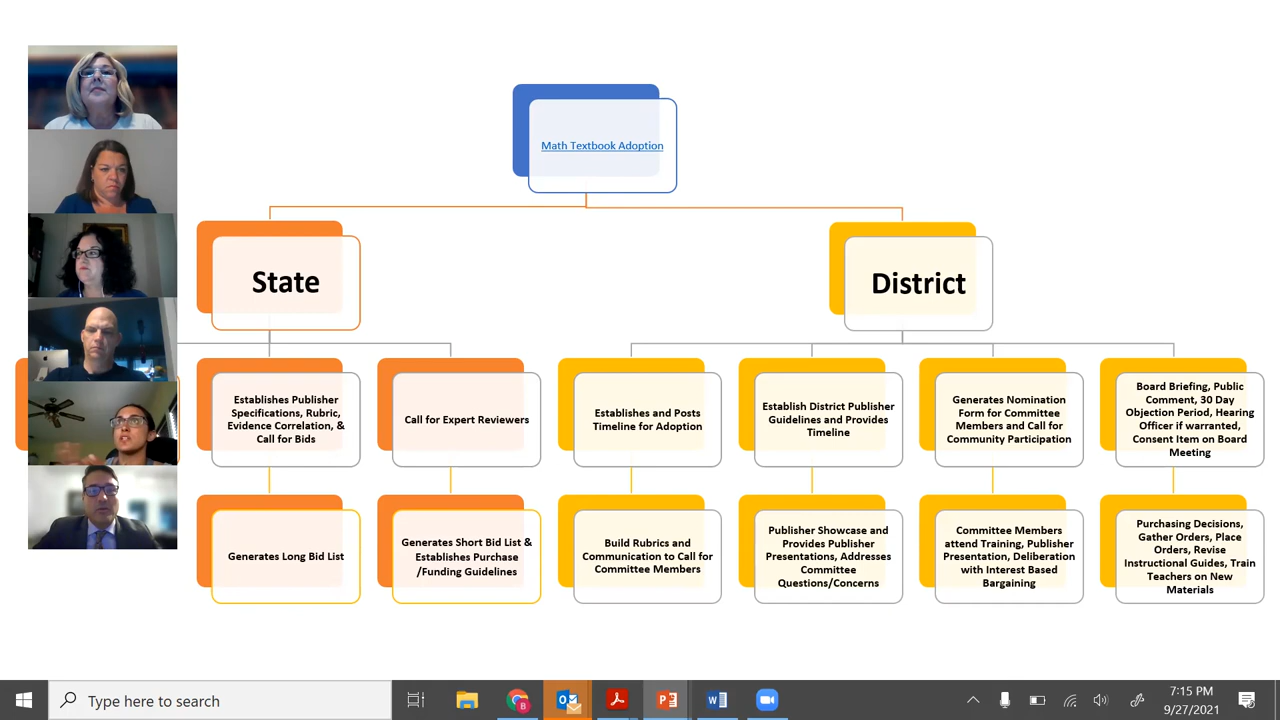 Math Textbook Adoption
State
District
Establishes Publisher
Specifications, Rubric,
Evidence Correlation, &
Call for Bids
Call for Expert Reviewers
Establishes and Posts
Timeline for Adoption
Establish District Publisher
Guidelines and Provides
Timeline
Generates Nomination
Form for Committee
Members and Call for
Community Participation
Board Briefing, Public
Comment, 30 Day
Objection Period, Hearing
Officer if warranted,
Consent Item on Board
Meeting
Generates Long Bid List
Generates Short Bid List &
Establishes Purchase
/Funding Guidelines
Build Rubrics and
Communication to Call for
Committee Members
Publisher Showcase and
Provides Publisher
Presentations, Addresses
Committee
Questions/Concerns
Committee Members
attend Training, Publisher
Presentation, Deliberation
with Interest Based
Bargaining
Purchasing Decisions,
Gather Orders, Place
Orders, Revise
Instructional Guides, Train
Teachers on New
Materials
Type here to search
7:15 PM
9/27/2021